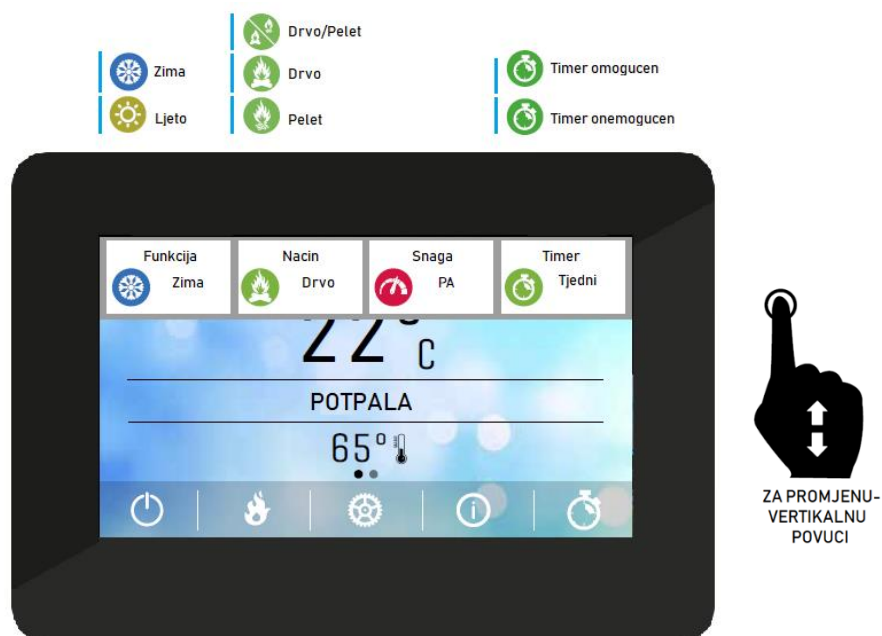 Drvo/Pelet
Zima
Drvo
Timer omogucen
Ljeto
Pelet
Timer onemogucen
Funkcija
Zima
Nacin
Drvo
Snaga
PA
Timer
Tjedni
22°C
POTPALA
65°
ZA PROMJENU-
VERTIKALNU
POVUCI